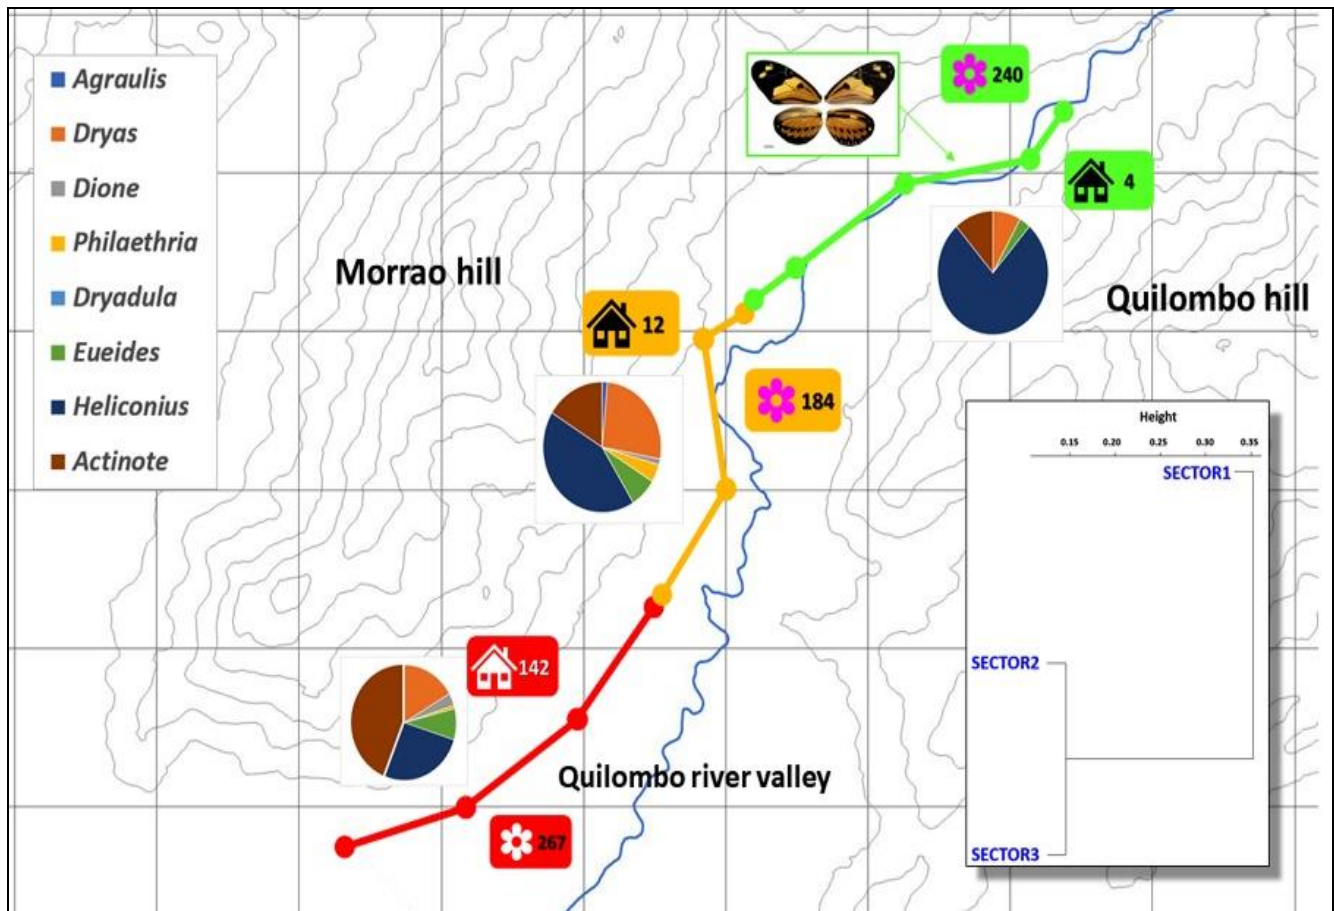 Agraulis
Dryas
Dione
Philaethria
Dryadula
Eueides
Heliconius
Actinote
240
4
Morrao hill
Quilombo hill
12
184
142
Quilombo river valley
267
Height
0.15 0.20 0.25 0.30 0.35
SECTOR1
SECTOR2
SECTOR3